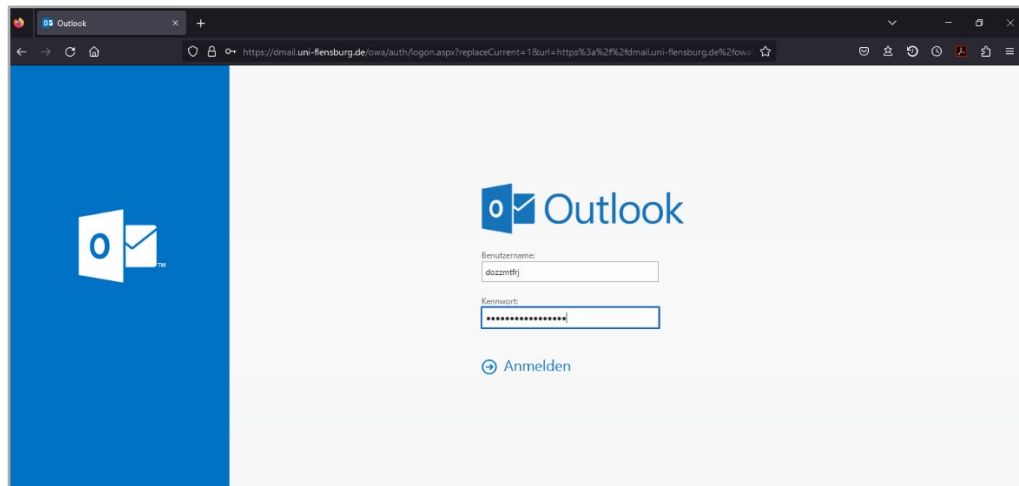 Outlook
https://dmail.uni-flensburg.de/owa/auth/logon.aspx?replaceCurrent=1&url=https%3a%2f%2fdmail.uni-flensburg.de%2fowa
O
TM
O Outlook
Benutzername:
dozzmtfrj
Kennwort:
•••••••••••••••••
Anmelden